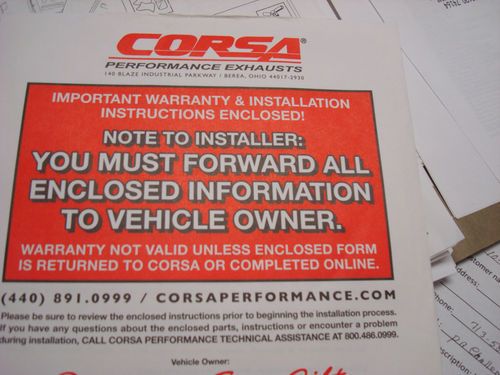 CORSA®
PERFORMANCE EXHAUSTS
140 BLAZE INDUSTRIAL PARKWAY / BEREA, OHIO 44017-2930
IMPORTANT WARRANTY & INSTALLATION
INSTRUCTIONS ENCLOSED!
NOTE TO INSTALLER:
YOU MUST FORWARD ALL
ENCLOSED INFORMATION
TO VEHICLE OWNER.
WARRANTY NOT VALID UNLESS ENCLOSED FORM
IS RETURNED TO CORSA OR COMPLETED ONLINE.
(440) 891.0999 / CORSAPERFORMANCE.COM
Please be sure to review the enclosed instructions prior to beginning the installation process.
If you have any questions about the enclosed parts, instructions or encounter a problem
during installation, CALL CORSA PERFORMANCE TECHNICAL ASSISTANCE AT 800.486.0999.
Vehicle Owner: